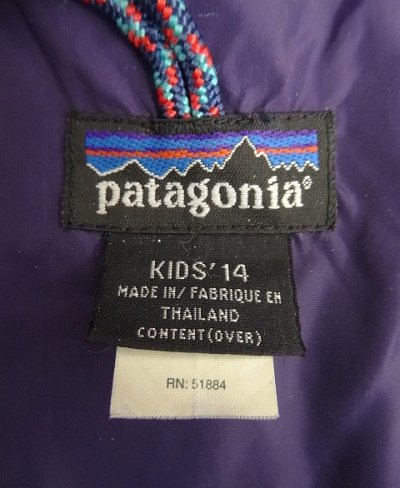 patagonia®
KIDS' 14
MADE IN/ FABRIQUE EN
THAILAND
CONTENT(OVER)
RN: 51884